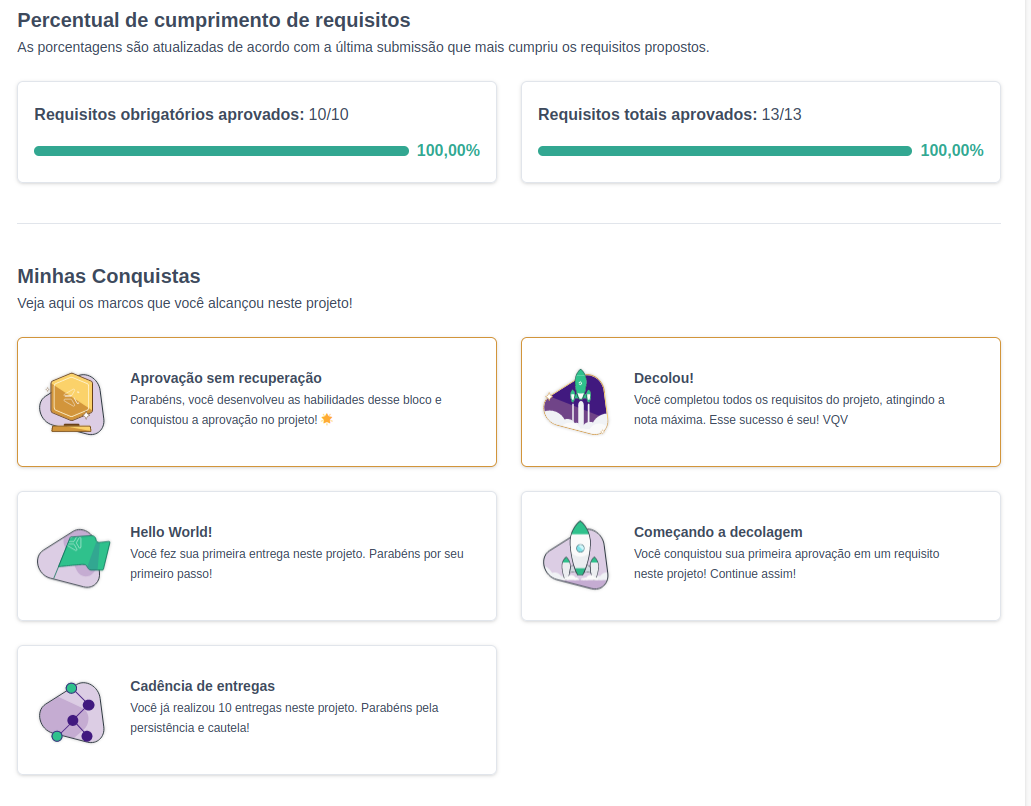 Percentual de cumprimento de requisitos
As porcentagens são atualizadas de acordo com a última submissão que mais cumpriu os requisitos propostos.
Requisitos obrigatórios aprovados: 10/10
100,00%
Requisitos totais aprovados: 13/13
100,00%
Minhas Conquistas
Veja aqui os marcos que você alcançou neste projeto!
Aprovação sem recuperação
Parabéns, você desenvolveu as habilidades desse bloco e
conquistou a aprovação no projeto! ⭐
Decolou!
Você completou todos os requisitos do projeto, atingindo a
nota máxima. Esse sucesso é seu! VQV
Hello World!
Você fez sua primeira entrega neste projeto. Parabéns por seu
primeiro passo!
Começando a decolagem
Você conquistou sua primeira aprovação em um requisito
neste projeto! Continue assim!
Cadência de entregas
Você já realizou 10 entregas neste projeto. Parabéns pela
persistência e cautela!